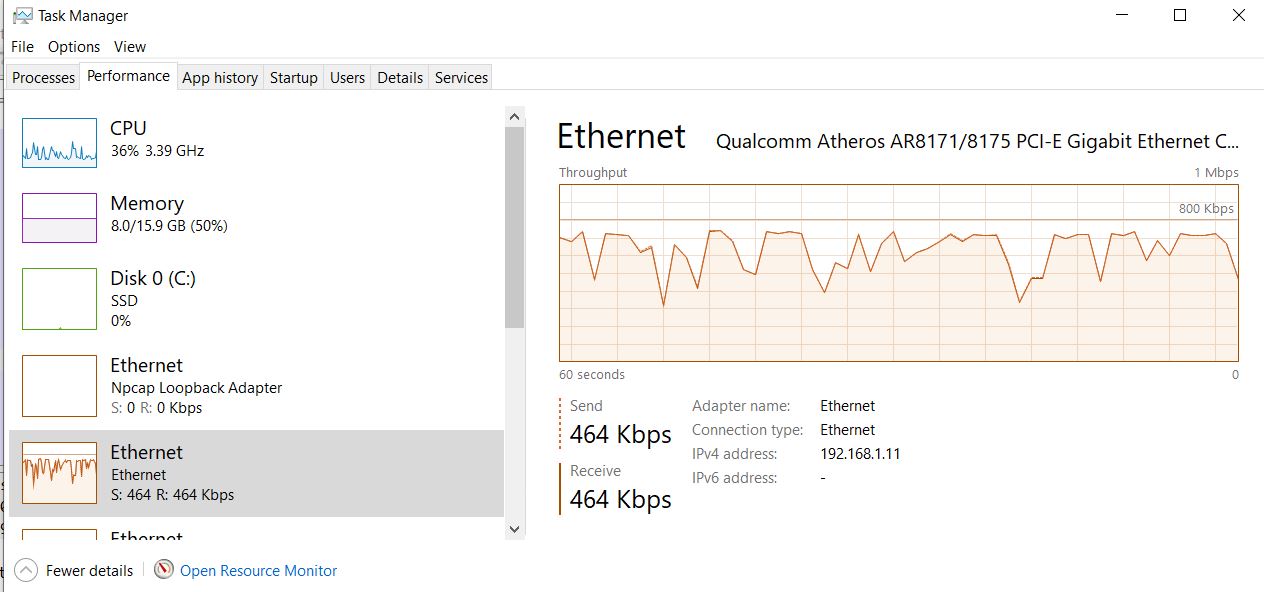 Task Manager
File Options View
Processes Performance App history Startup Users Details Services
CPU
36% 3.39 GHz
Memory
8.0/15.9 GB (50%)
Disk 0 (C:)
SSD
0%
Ethernet
Npcap Loopback Adapter
S: 0 R: 0 Kbps
Ethernet
Ethernet
S: 464 R: 464 Kbps
Ethernet
Ethernet Qualcomm Atheros AR8171/8175 PCI-E Gigabit Ethernet C...
Throughput 1 Mbps
800 Kbps
60 seconds 0
Send
464 Kbps
Receive
464 Kbps
Adapter name: Ethernet
Connection type: Ethernet
IPv4 address: 192.168.1.11
IPv6 address: -
Fewer details Open Resource Monitor